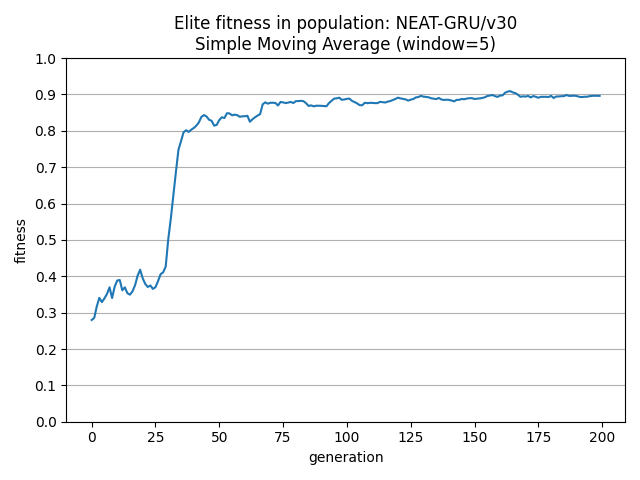 Elite fitness in population: NEAT-GRU/v30
Simple Moving Average (window=5)
1.0
0.9
0.8
0.7
0.6
0.5
0.4
0.3
0.2
0.1
0.0
fitness
0 25 50 75 100 125 150 175 200
generation